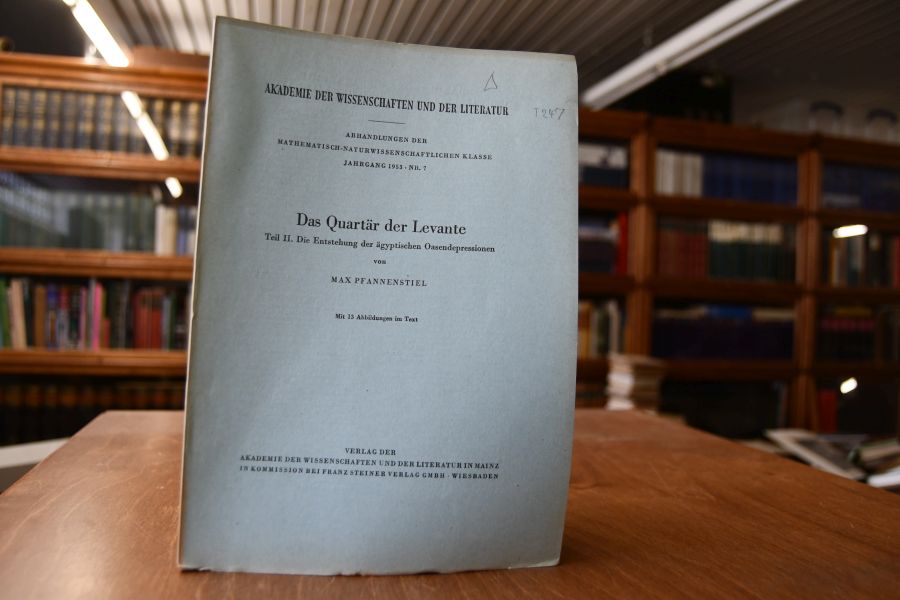 AKADEMIE DER WISSENSCHAFTEN UND DER LITERATUR
T 247
ABHANDLUNGEN DER
MATHEMATISCH-NATURWISSENSCHAFTLICHEN KLASSE
JAHRGANG 1953 · NR. 7
Das Quartär der Levante
Teil II. Die Entstehung der ägyptischen Oasendepressionen
von
MAX PFANNENSTIEL
Mit 13 Abbildungen im Text
VERLAG DER
AKADEMIE DER WISSENSCHAFTEN UND DER LITERATUR IN MAINZ
IN KOMMISSION BEI FRANZ STEINER VERLAG GMBH · WIESBADEN